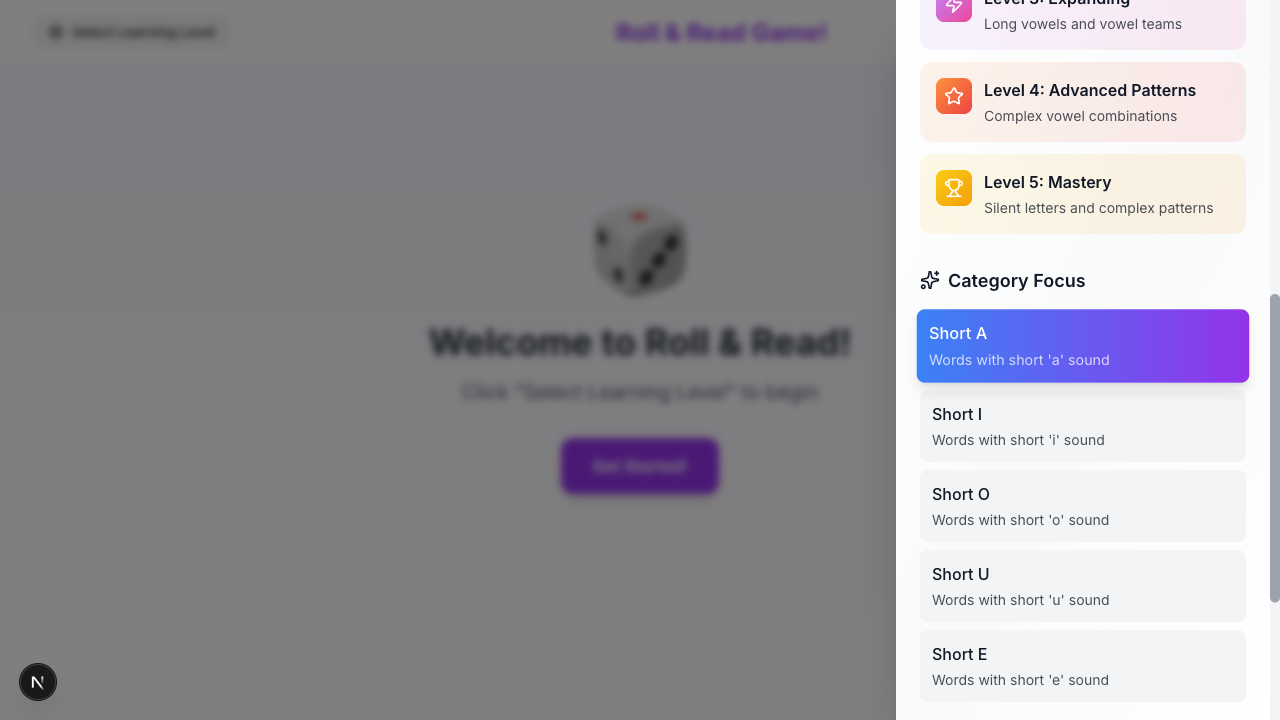 Select Learning Level
Roll & Read Game!
Welcome to Roll & Read!
Click "Select Learning Level" to begin
Get Started!
N
Level 3: Expanding
Long vowels and vowel teams
Level 4: Advanced Patterns
Complex vowel combinations
Level 5: Mastery
Silent letters and complex patterns
Category Focus
Short A
Words with short 'a' sound
Short I
Words with short 'i' sound
Short O
Words with short 'o' sound
Short U
Words with short 'u' sound
Short E
Words with short 'e' sound